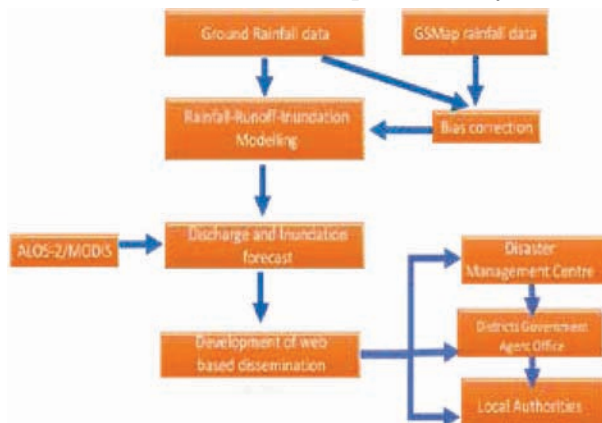 Ground Rainfall data
GSMap rainfall data
Rainfall-Runoff-Inundation
Modelling
Bias correction
ALOS-2/MODIS
Discharge and Inundation
forecast
Disaster
Management Centre
Development of web
based dissemination
Districts Government
Agent Office
Local Authorities